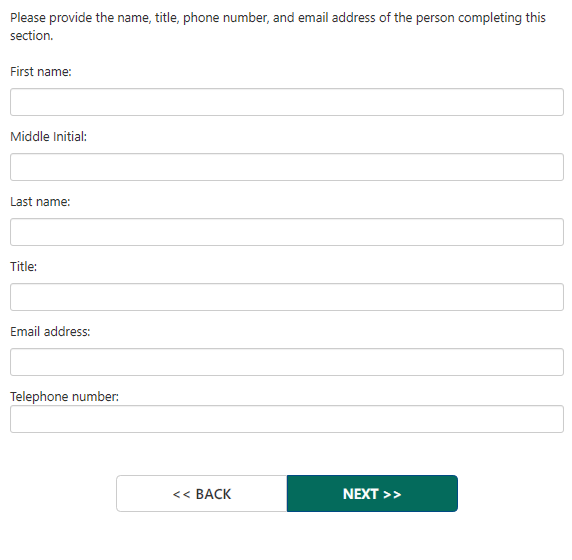 Please provide the name, title, phone number, and email address of the person completing this
section.
First name:
Middle Initial:
Last name:
Title:
Email address:
Telephone number:
<< BACK
NEXT >>